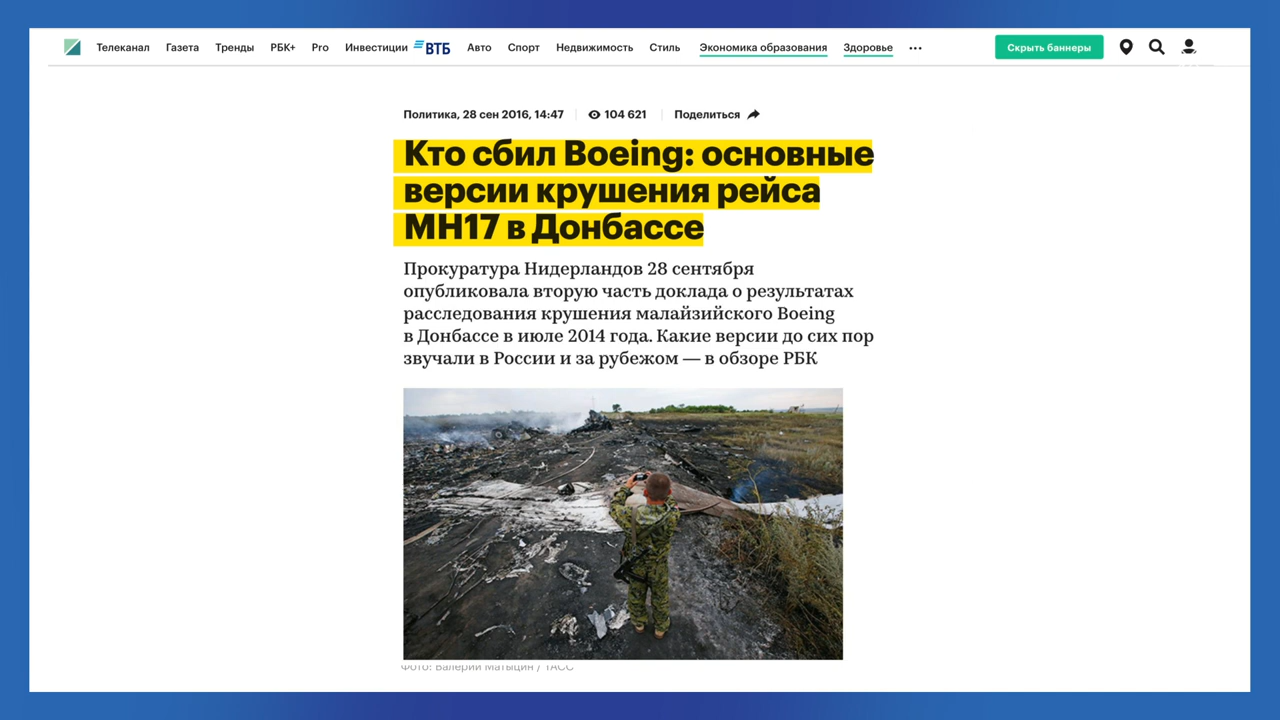 Телеканал Газета Тренды РБК+ Pro Инвестиции ВТБ Авто Спорт Недвижимость Стиль Экономика образования Здоровье ... Скрыть баннеры
Политика, 28 сен 2016, 14:47 104 621 Поделиться
Кто сбил Boeing: основные
версии крушения рейса
MH17 в Донбассе
Прокуратура Нидерландов 28 сентября
опубликовала вторую часть доклада о результатах
расследования крушения малайзийского Boeing
в Донбассе в июле 2014 года. Какие версии до сих пор
звучали в России и за рубежом — в обзоре РБК
Фото: Валерий Матыцин / ТАСС